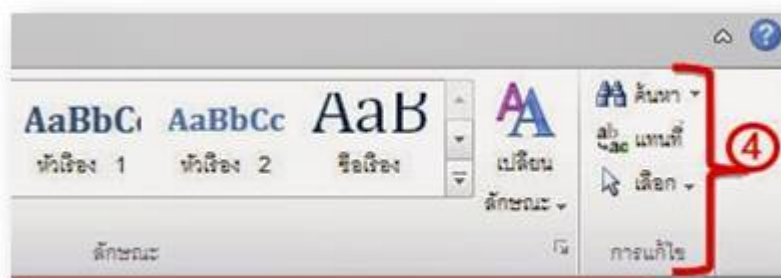 AaBbCc AaBbCc AaB
หัวเรื่อง 1 หัวเรื่อง 2 ชื่อเรื่อง
เปลี่ยน
ลักษณะ
ลักษณะ
ค้นหา
ab
ac แทนที่
เลือก
การแก้ไข
4
?